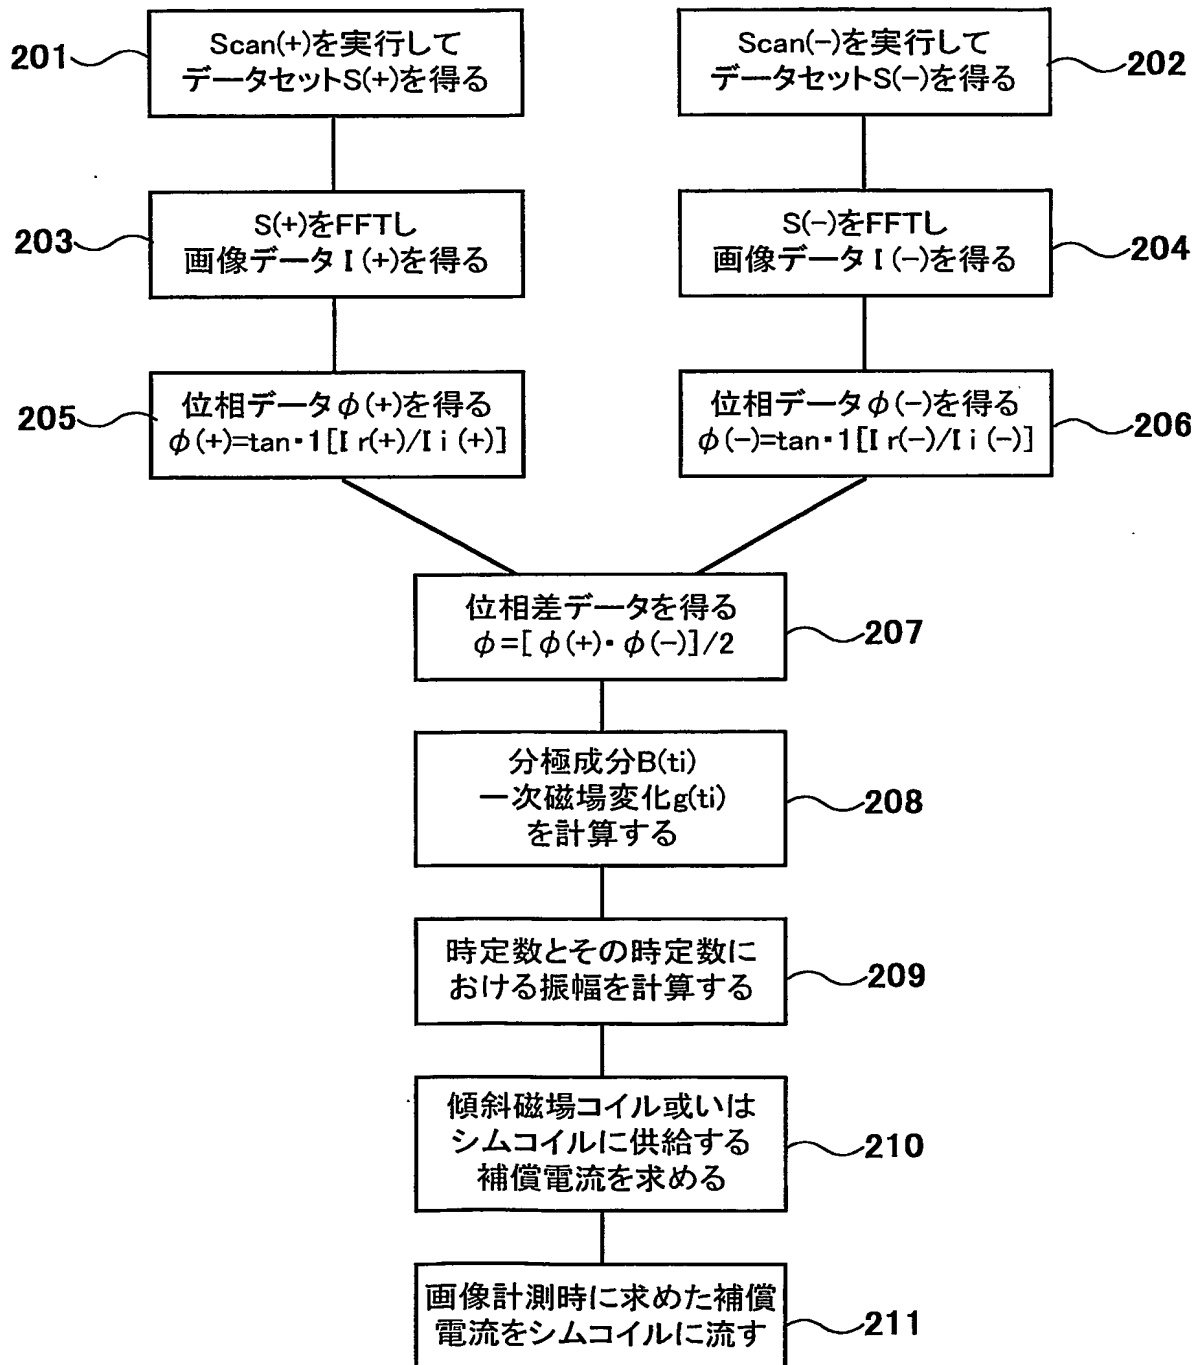 201
Scan(+)を実行して
データセットS(+)を得る
Scan(−)を実行して
データセットS(−)を得る
202
203
S(+)をFFTし
画像データI(+)を得る
S(−)をFFTし
画像データI(−)を得る
204
205
位相データφ(+)を得る
φ(+)=tan・1[Ir(+)/Ii(+)]
位相データφ(−)を得る
φ(−)=tan・1[Ir(−)/Ii(−)]
206
位相差データを得る
φ=[φ(+)・φ(−)]/2
207
分極成分B(ti)
一次磁場変化g(ti)
を計算する
208
時定数とその時定数に
おける振幅を計算する
209
傾斜磁場コイル或いは
シムコイルに供給する
補償電流を求める
210
画像計測時に求めた補償
電流をシムコイルに流す
211